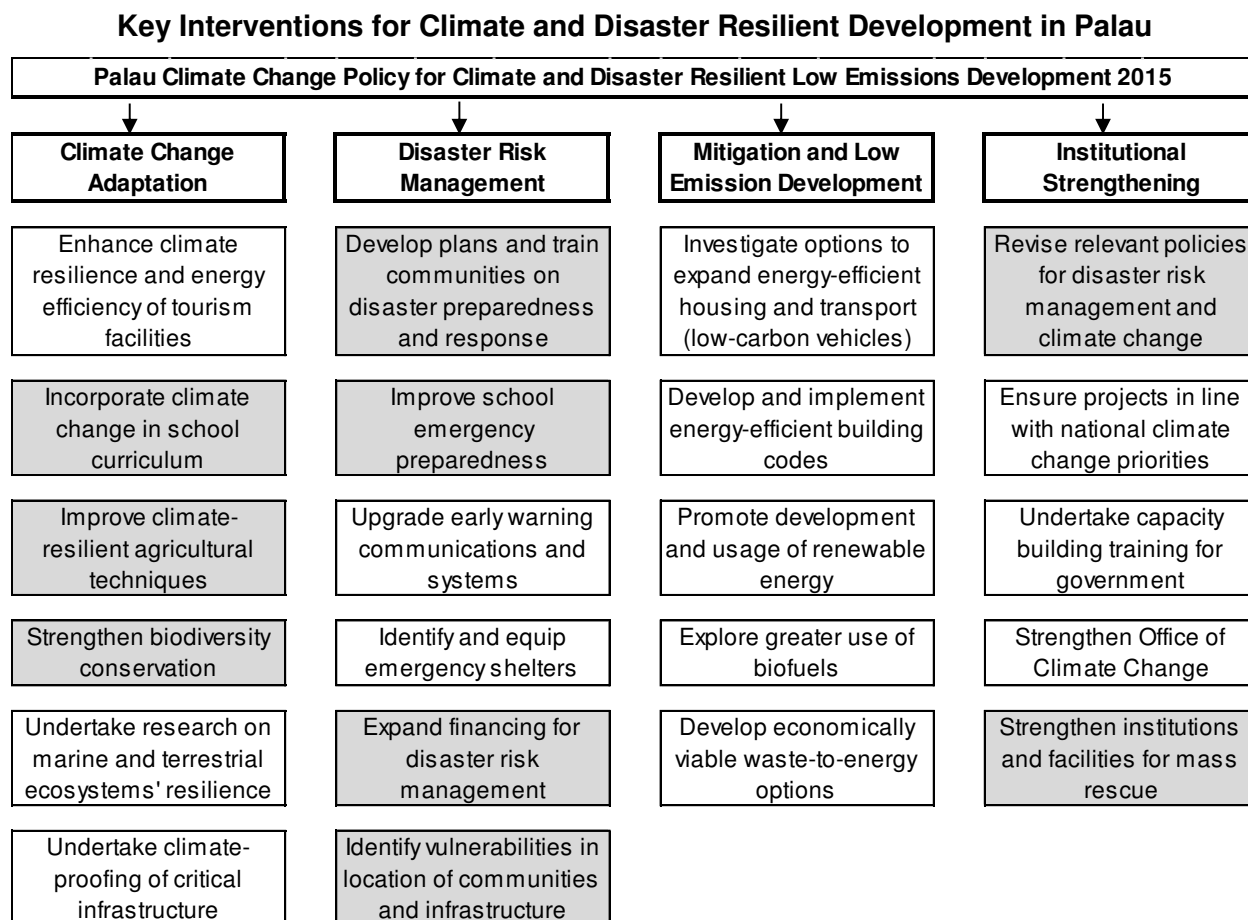 Key Interventions for Climate and Disaster Resilient Development in Palau
Palau Climate Change Policy for Climate and Disaster Resilient Low Emissions Development 2015
Climate Change
Adaptation
Enhance climate
resilience and energy
efficiency of tourism
facilities
Incorporate climate
change in school
curriculum
Improve climate-
resilient agricultural
techniques
Strengthen biodiversity
conservation
Undertake research on
marine and terrestrial
ecosystems' resilience
Undertake climate-
proofing of critical
infrastructure
Disaster Risk
Management
Develop plans and train
communities on
disaster preparedness
and response
Improve school
emergency
preparedness
Upgrade early warning
communications and
systems
Identify and equip
emergency shelters
Expand financing for
disaster risk
management
Identify vulnerabilities in
location of communities
and infrastructure
Mitigation and Low
Emission Development
Investigate options to
expand energy-efficient
housing and transport
(low-carbon vehicles)
Develop and implement
energy-efficient building
codes
Promote development
and usage of renewable
energy
Explore greater use of
biofuels
Develop economically
viable waste-to-energy
options
Institutional
Strengthening
Revise relevant policies
for disaster risk
management and
climate change
Ensure projects in line
with national climate
change priorities
Undertake capacity
building training for
government
Strengthen Office of
Climate Change
Strengthen institutions
and facilities for mass
rescue